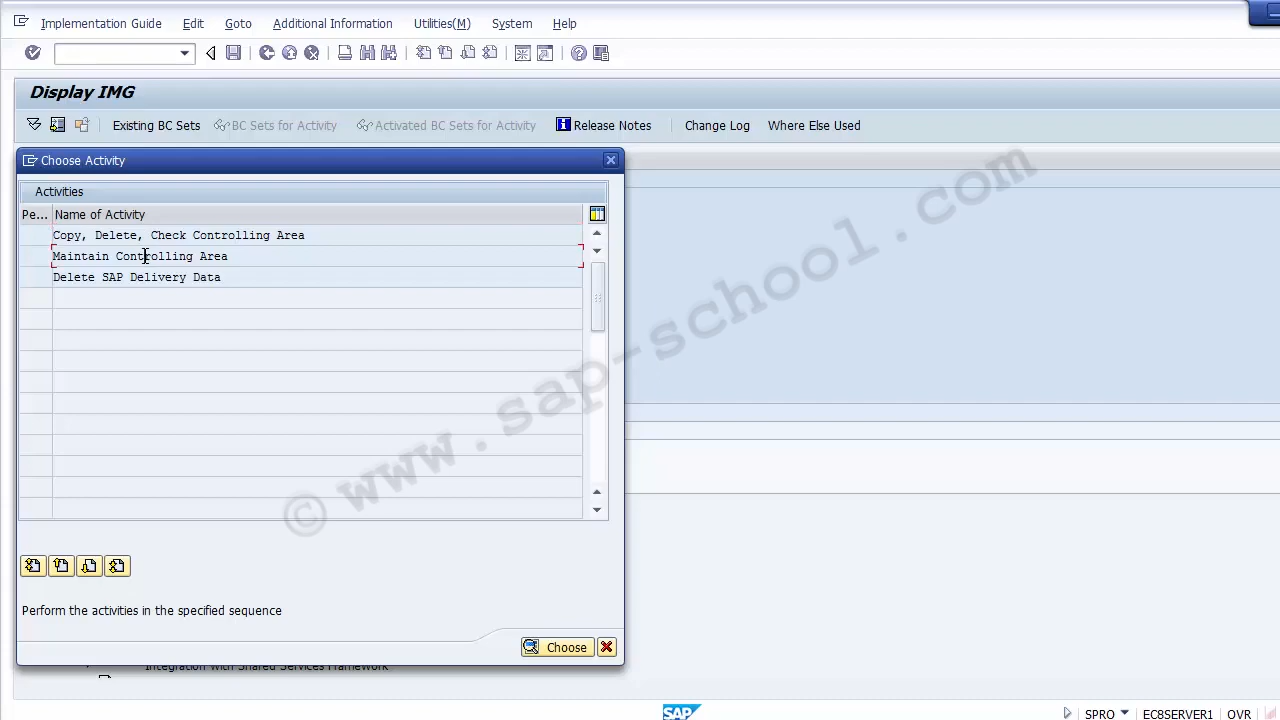 Implementation Guide Edit Goto Additional Information Utilities(M) System Help
Display IMG
Existing BC Sets BC Sets for Activity Activated BC Sets for Activity Release Notes Change Log Where Else Used
Choose Activity
Activities
Pe... Name of Activity
Copy, Delete, Check Controlling Area
Maintain Controlling Area
Delete SAP Delivery Data
© www.sap-school.com
Perform the activities in the specified sequence
Choose
Integration with Shared Services Framework
SAP SPRO EC8SERVER1 OVR